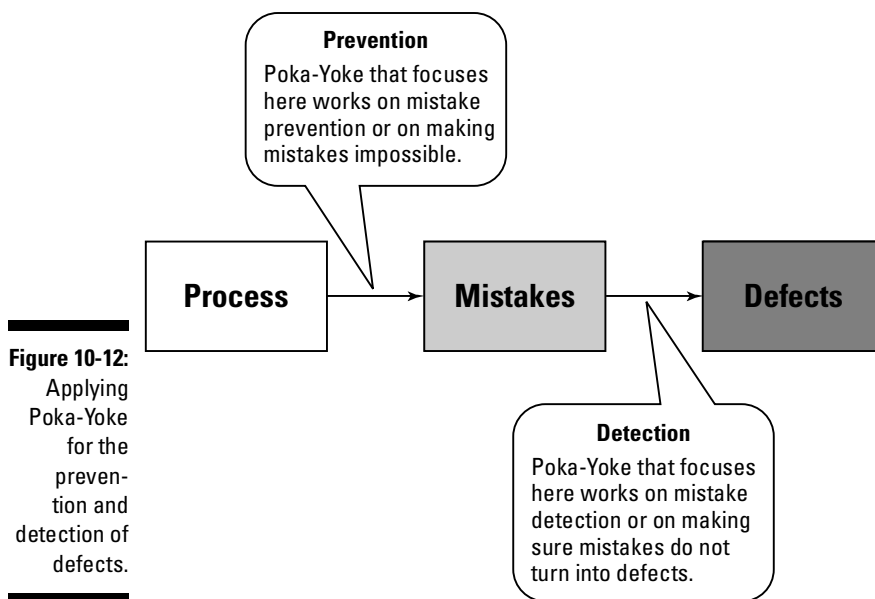 Prevention
Poka-Yoke that focuses
here works on mistake
prevention or on making
mistakes impossible.
Process
Mistakes
Defects
Figure 10-12:
Applying
Poka-Yoke
for the
preven-
tion and
detection of
defects.
Detection
Poka-Yoke that focuses
here works on mistake
detection or on making
sure mistakes do not
turn into defects.